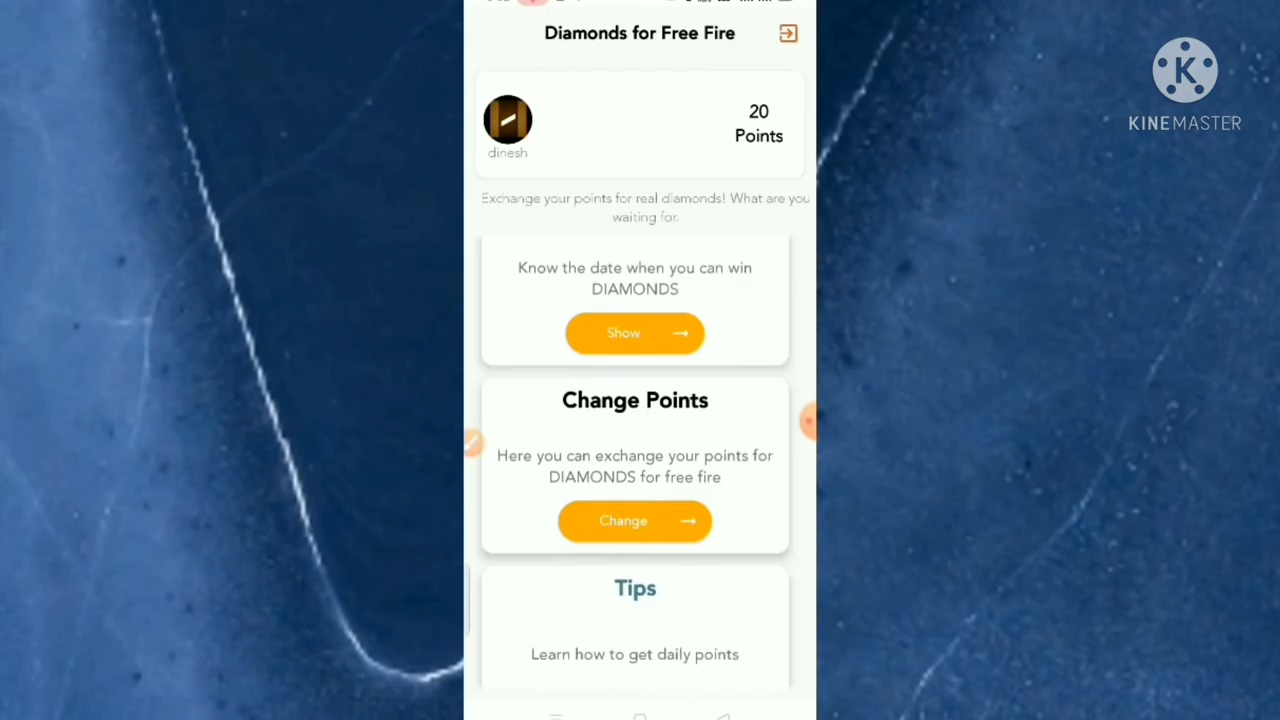 Diamonds for Free Fire
20
Points
dinesh
Exchange your points for real diamonds! What are you
waiting for.
Know the date when you can win
DIAMONDS
Show
Change Points
Here you can exchange your points for
DIAMONDS for free fire
Change
Tips
Learn how to get daily points
K
KINEMASTER